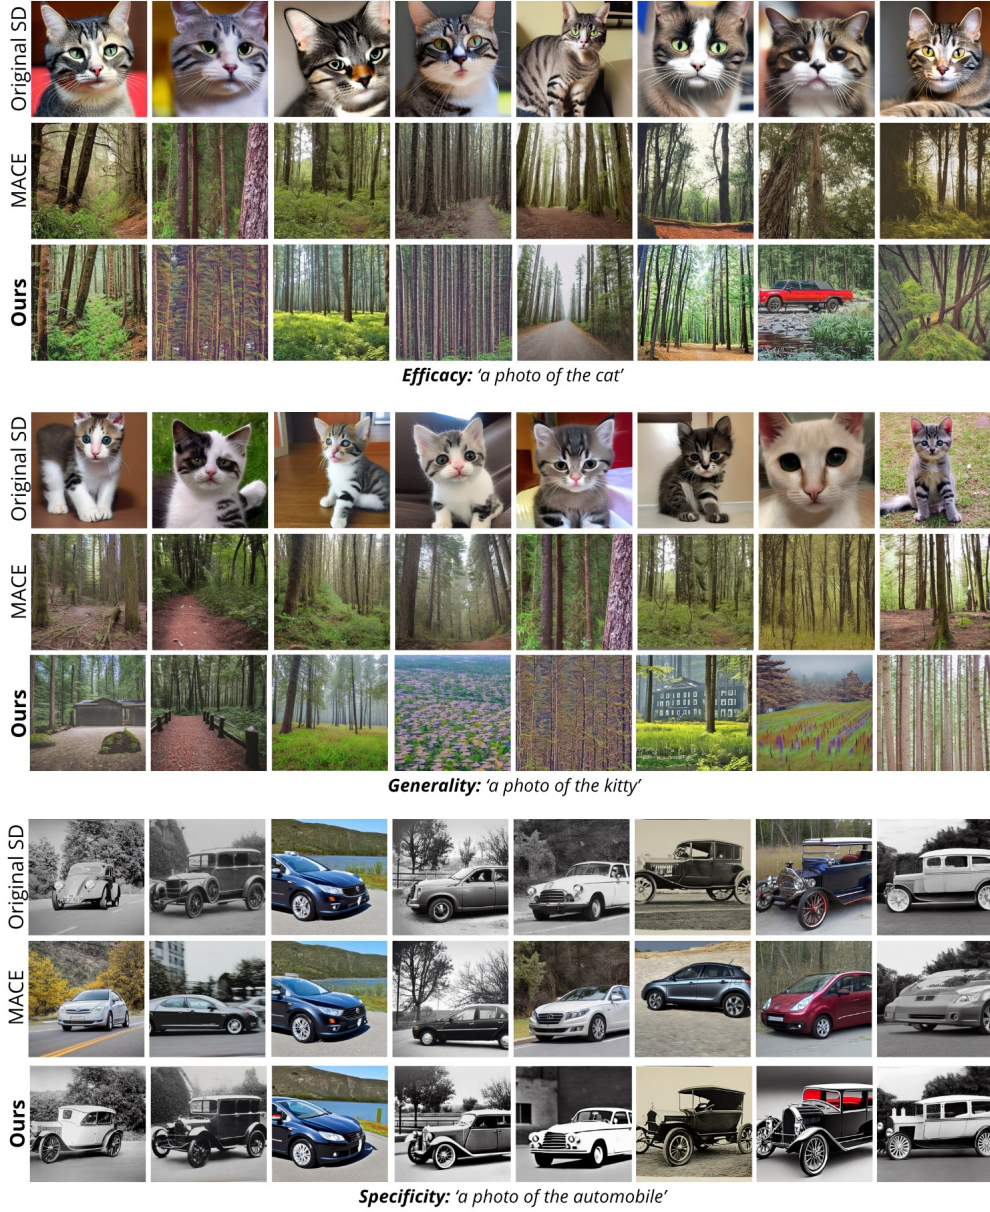 Original SD
MACE
Ours
Efficacy: 'a photo of the cat'
Original SD
MACE
Ours
Generality: 'a photo of the kitty'
Original SD
MACE
Ours
Specificity: 'a photo of the automobile'